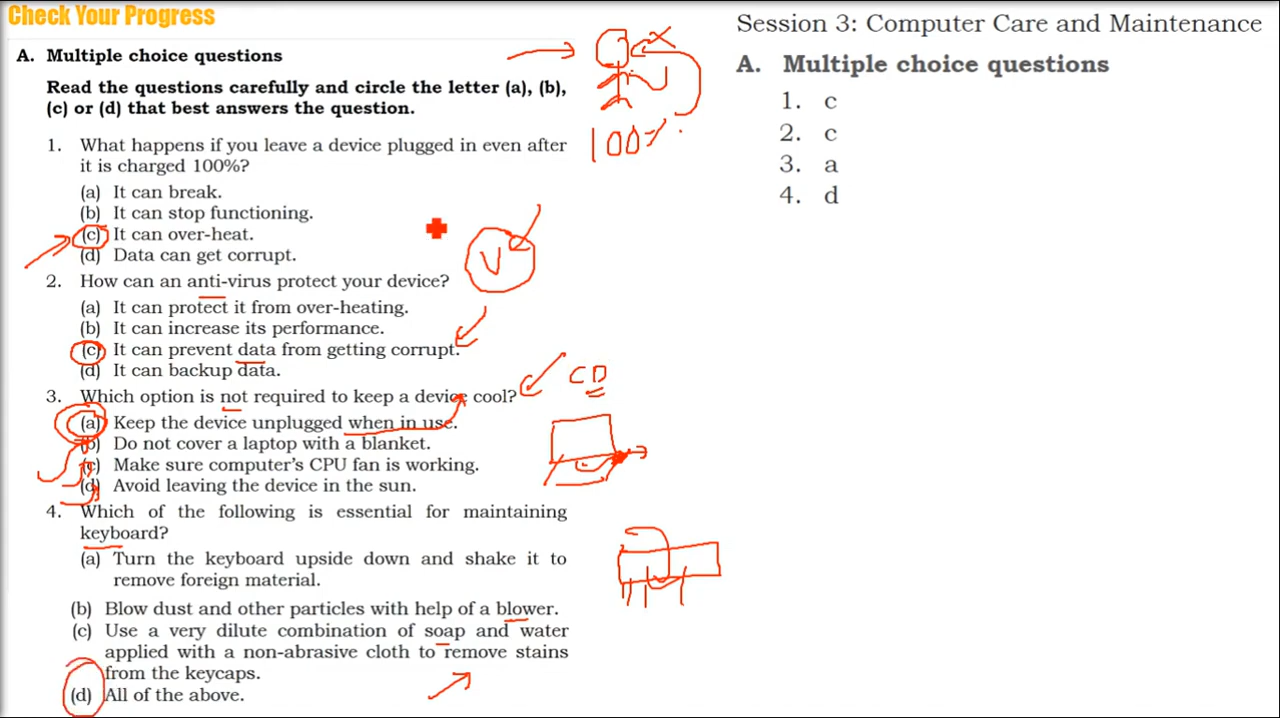 Check Your Progress
A. Multiple choice questions
Read the questions carefully and circle the letter (a), (b),
(c) or (d) that best answers the question.
1. What happens if you leave a device plugged in even after
it is charged 100%?
(a) It can break.
(b) It can stop functioning.
(c) It can over-heat.
(d) Data can get corrupt.
2. How can an anti-virus protect your device?
(a) It can protect it from over-heating.
(b) It can increase its performance.
(c) It can prevent data from getting corrupt.
(d) It can backup data.
3. Which option is not required to keep a device cool?
(a) Keep the device unplugged when in use.
(b) Do not cover a laptop with a blanket.
(c) Make sure computer's CPU fan is working.
(d) Avoid leaving the device in the sun.
4. Which of the following is essential for maintaining
keyboard?
(a) Turn the keyboard upside down and shake it to
remove foreign material.
(b) Blow dust and other particles with help of a blower.
(c) Use a very dilute combination of soap and water
applied with a non-abrasive cloth to remove stains
from the keycaps.
(d) All of the above.
100%
V
CD
Session 3: Computer Care and Maintenance
A. Multiple choice questions
1. c
2. c
3. a
4. d